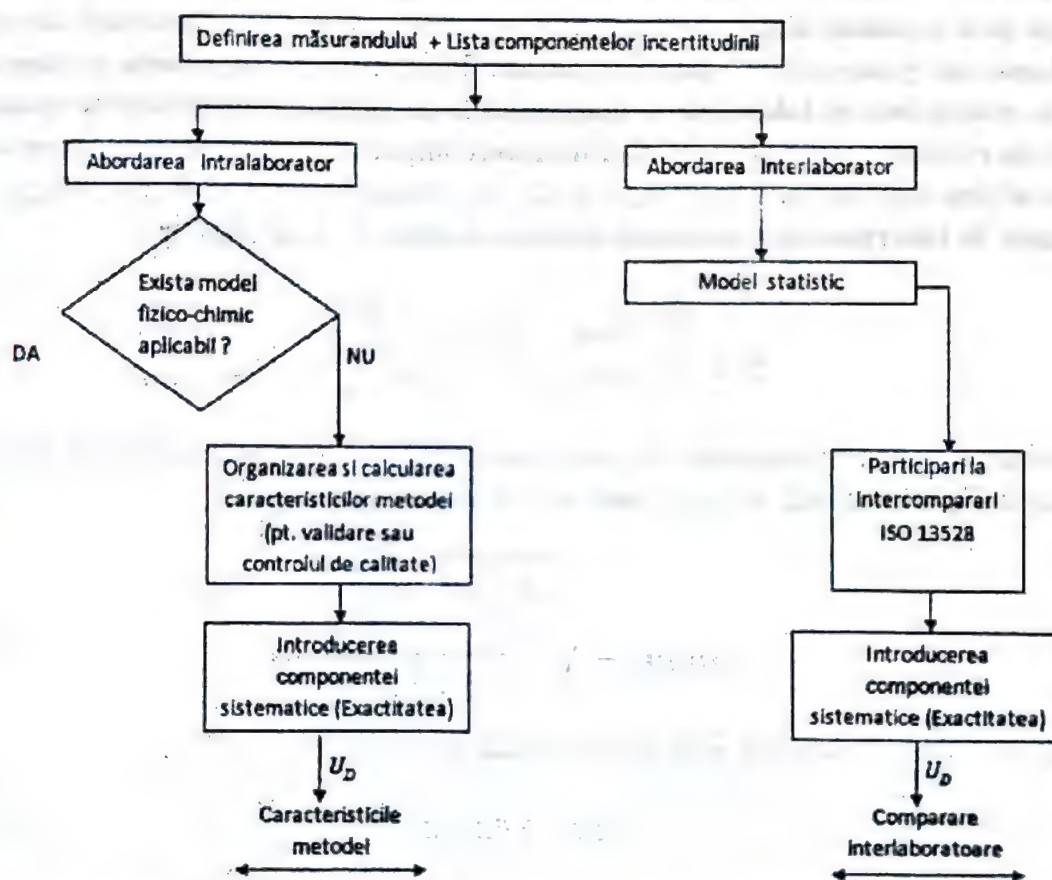 Definirea măsurandului + Lista componentelor incertitudinii
Abordarea Intralaborator
Abordarea Interlaborator
Exista model
fizico-chimic
aplicabil ?
DA
NU
Model statistic
Organizarea si calcularea
caracteristicilor metodei
(pt. validare sau
controlul de calitate)
Participari la
intercomparari
ISO 13528
Introducerea
componentei
sistematice (Exactitatea)
Introducerea
componentei
sistematice (Exactitatea)
U_D
U_D
Caracteristicile
metodei
Comparare
interlaboratoare